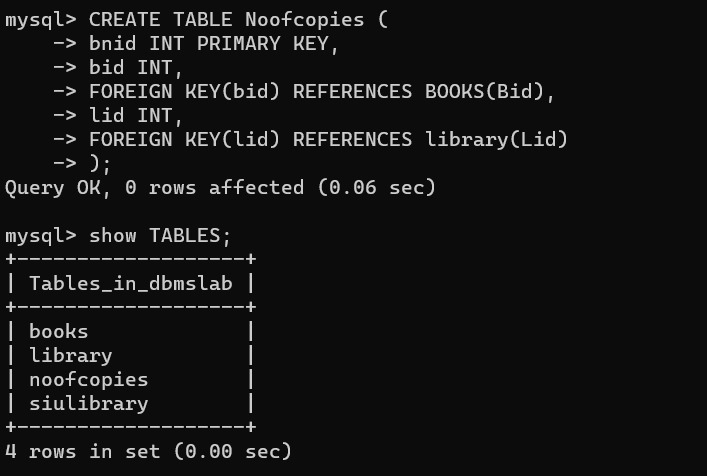 mysql> CREATE TABLE Noofcopies (
    -> bnid INT PRIMARY KEY,
    -> bid INT,
    -> FOREIGN KEY(bid) REFERENCES BOOKS(Bid),
    -> lid INT,
    -> FOREIGN KEY(lid) REFERENCES library(Lid)
    -> );
Query OK, 0 rows affected (0.06 sec)

mysql> show TABLES;
+-------------------+
| Tables_in_dbmslab |
+-------------------+
| books             |
| library           |
| noofcopies        |
| siulibrary        |
+-------------------+
4 rows in set (0.00 sec)